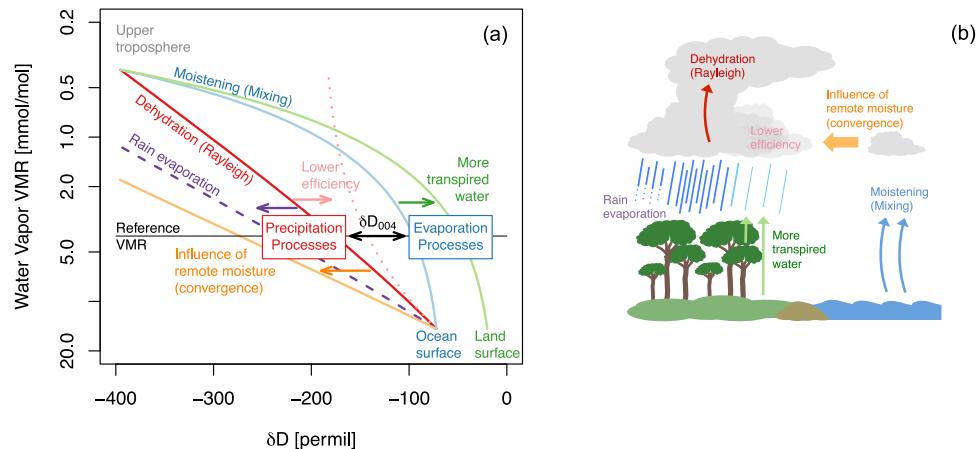 (a)
Upper
troposphere
Moistening (Mixing)
Dehydration (Rayleigh)
Rain evaporation
Lower
efficiency
More
transpired
water
Reference
VMR
Precipitation
Processes
δD004
Evaporation
Processes
Influence of
remote moisture
(convergence)
Ocean
surface
Land
surface
Water Vapor VMR [mmol/mol]
0.2
0.5
1.0
2.0
5.0
20.0
−400
−300
−200
−100
0
δD [permil]
(b)
Dehydration
(Rayleigh)
Influence of
remote moisture
(convergence)
Lower
efficiency
Rain
evaporation
Moistening
(Mixing)
More
transpired
water